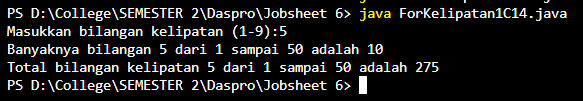 PS D:\College\SEMESTER 2\Daspro\Jobsheet 6> java ForKelipatan1C14.java
Masukkan bilangan kelipatan (1-9):5
Banyaknya bilangan 5 dari 1 sampai 50 adalah 10
Total bilangan kelipatan 5 dari 1 sampai 50 adalah 275
PS D:\College\SEMESTER 2\Daspro\Jobsheet 6>